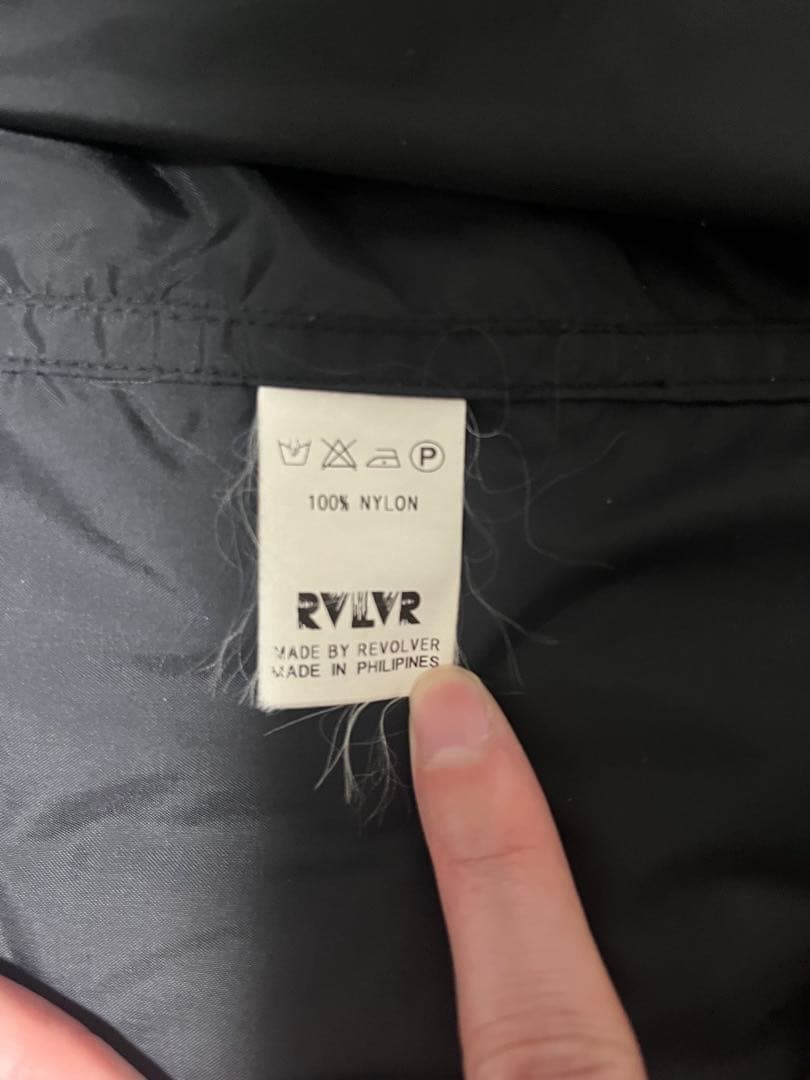 P
100% NYLON
RVLVR
MADE BY REVOLVER
MADE IN PHILIPINES